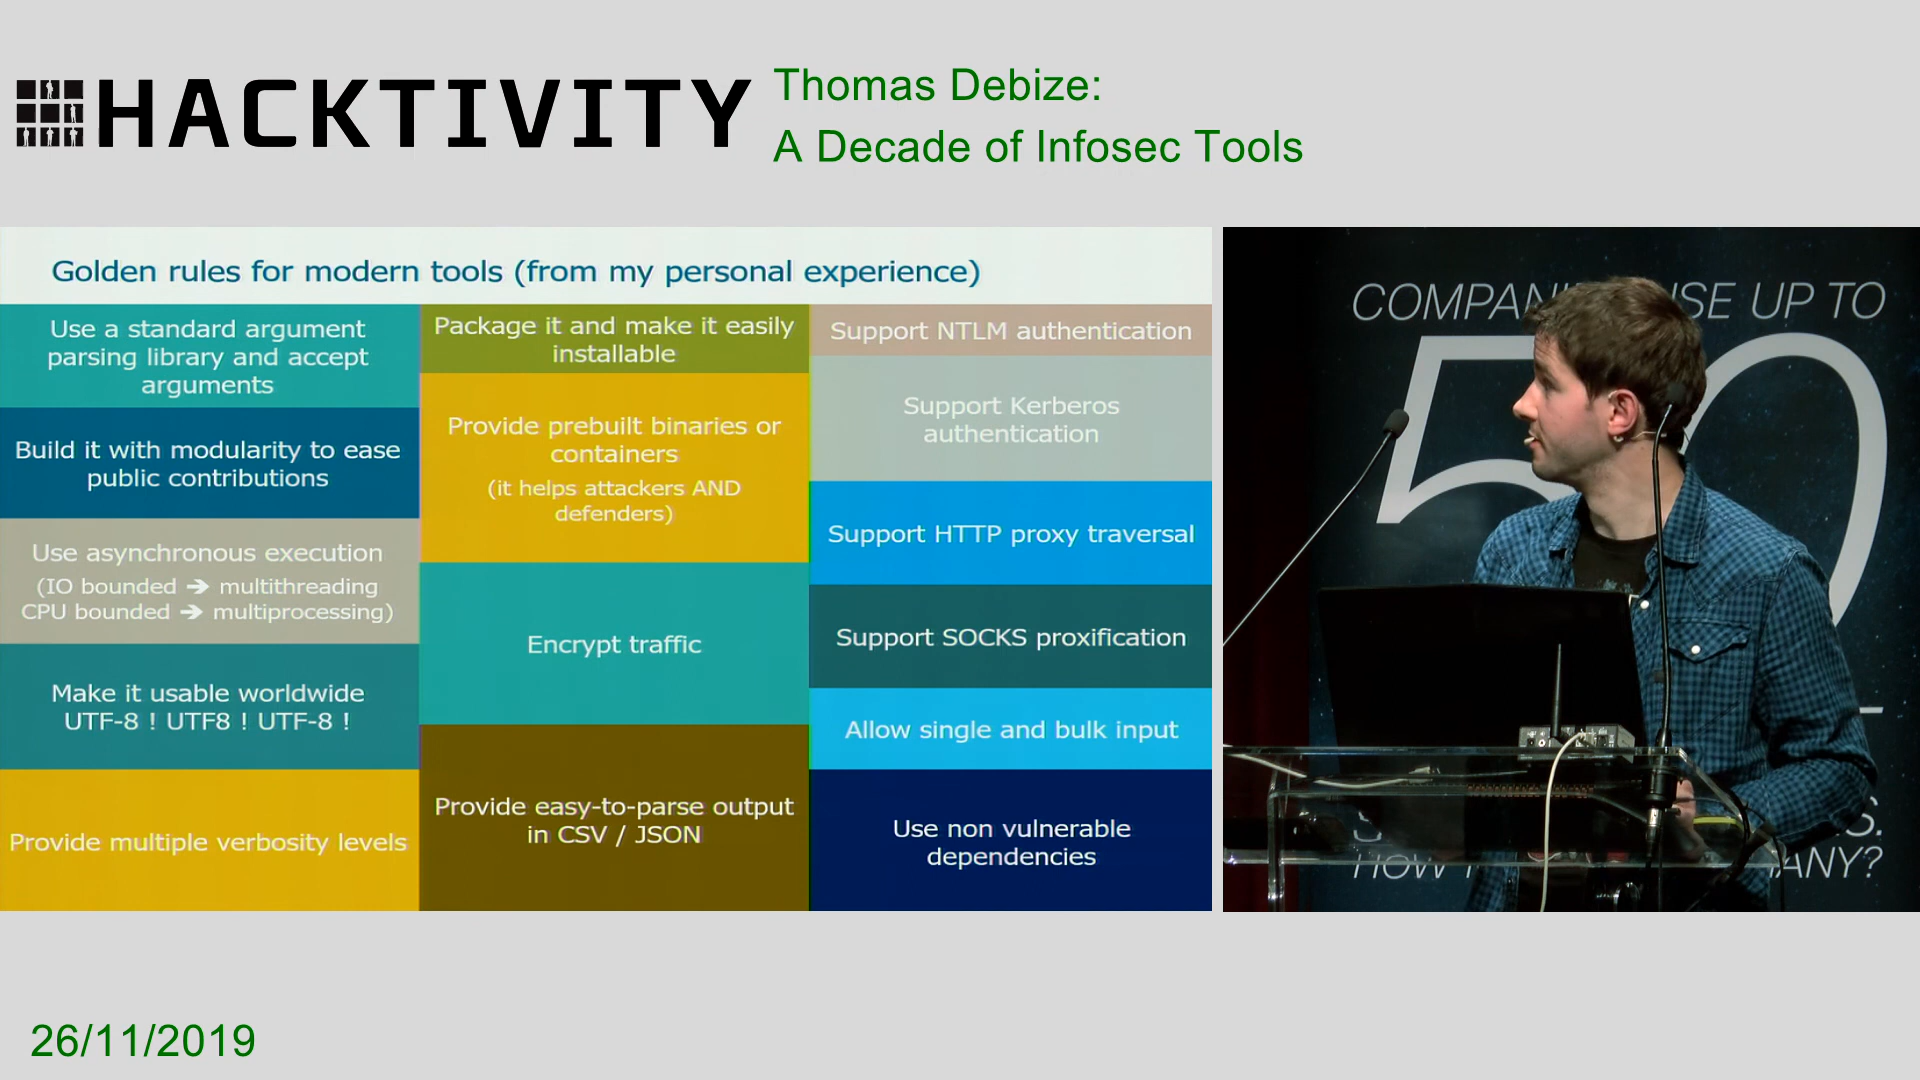 HACKTIVITY
Thomas Debize:
A Decade of Infosec Tools
Golden rules for modern tools (from my personal experience)
Use a standard argument
parsing library and accept
arguments
Build it with modularity to ease
public contributions
Use asynchronous execution
(IO bounded ➔ multithreading
CPU bounded ➔ multiprocessing)
Make it usable worldwide
UTF-8 ! UTF8 ! UTF-8 !
Provide multiple verbosity levels
Package it and make it easily
installable
Provide prebuilt binaries or
containers
(it helps attackers AND
defenders)
Encrypt traffic
Provide easy-to-parse output
in CSV / JSON
Support NTLM authentication
Support Kerberos
authentication
Support HTTP proxy traversal
Support SOCKS proxification
Allow single and bulk input
Use non vulnerable
dependencies
UP TO
50
26/11/2019